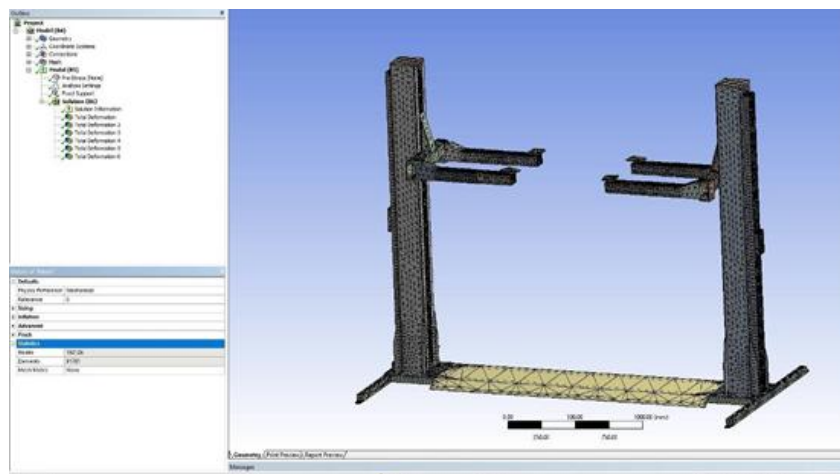 Outline
Project
Model (B4)
Geometry
Coordinate Systems
Connections
Mesh
Modal (B5)
Pre-Stress (None)
Analysis Settings
Fixed Support
Solution (B6)
Solution Information
Total Deformation
Total Deformation 2
Total Deformation 3
Total Deformation 4
Total Deformation 5
Total Deformation 6
Defaults
Physics Preference Mechanical
Relevance 0
Sizing
Inflation
Advanced
Pinch
Statistics
Nodes
Elements
Mesh Metric None
0.00 500.00 1000.00 (mm)
250.00 750.00
Geometry Print Preview Report Preview
Messages